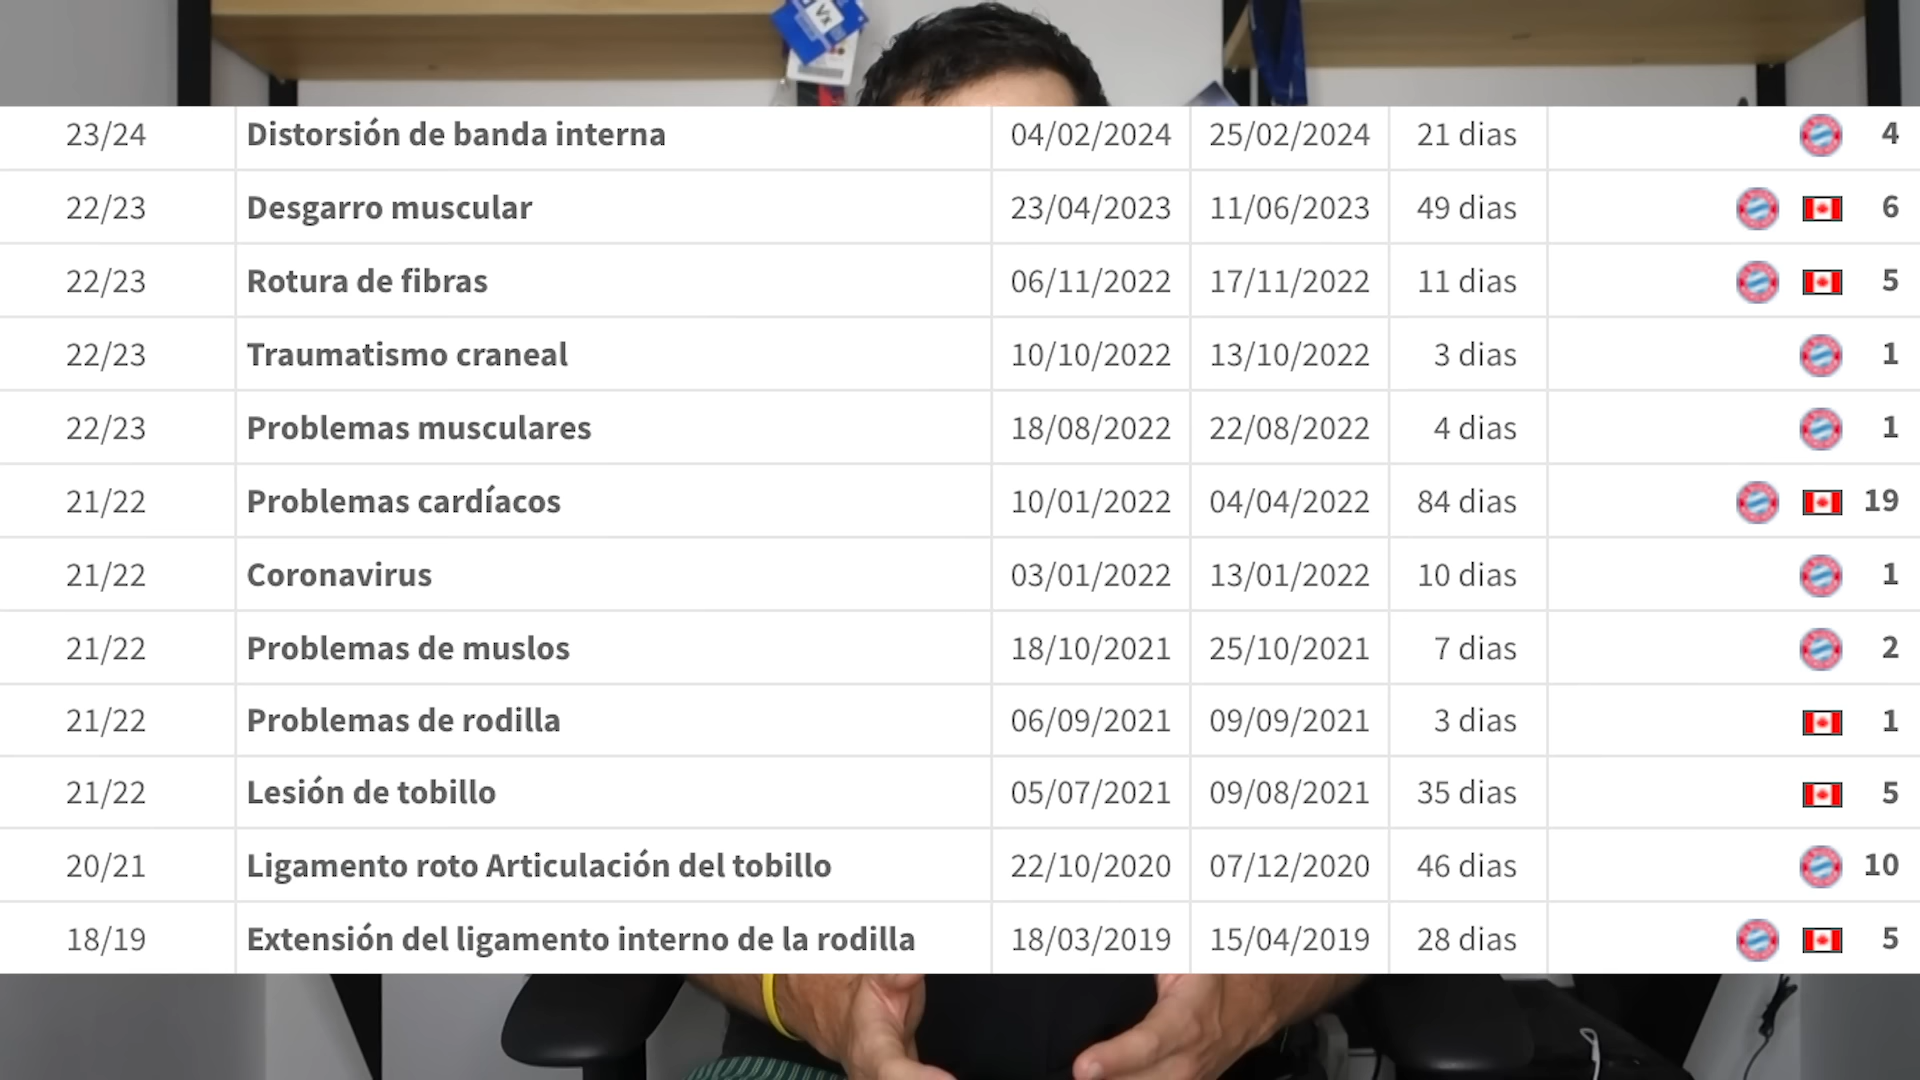 Vx
23/24 Distorsión de banda interna 04/02/2024 25/02/2024 21 dias 4
22/23 Desgarro muscular 23/04/2023 11/06/2023 49 dias 6
22/23 Rotura de fibras 06/11/2022 17/11/2022 11 dias 5
22/23 Traumatismo craneal 10/10/2022 13/10/2022 3 dias 1
22/23 Problemas musculares 18/08/2022 22/08/2022 4 dias 1
21/22 Problemas cardíacos 10/01/2022 04/04/2022 84 dias 19
21/22 Coronavirus 03/01/2022 13/01/2022 10 dias 1
21/22 Problemas de muslos 18/10/2021 25/10/2021 7 dias 2
21/22 Problemas de rodilla 06/09/2021 09/09/2021 3 dias 1
21/22 Lesión de tobillo 05/07/2021 09/08/2021 35 dias 5
20/21 Ligamento roto Articulación del tobillo 22/10/2020 07/12/2020 46 dias 10
18/19 Extensión del ligamento interno de la rodilla 18/03/2019 15/04/2019 28 dias 5